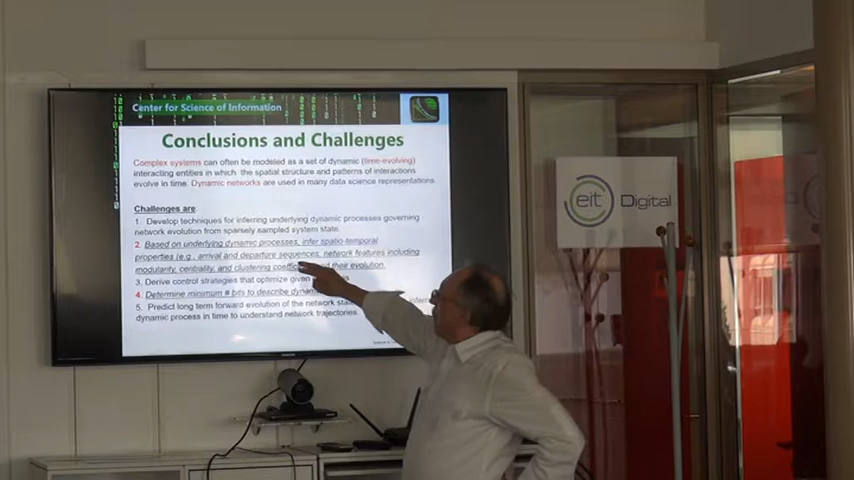 Center for Science of Information
Conclusions and Challenges
Complex systems can often be modeled as a set of dynamic (time-evolving)
interacting entities in which the spatial structure and patterns of interactions
evolve in time. Dynamic networks are used in many data science representations.
Challenges are:
1. Develop techniques for inferring underlying dynamic processes governing
network evolution from sparsely sampled system state.
2. Based on underlying dynamic processes, infer spatio-temporal
properties (e.g., arrival and departure sequences, network features including
modularity, centrality, and clustering their evolution.
3. Derive control strategies that optimize given
4. Determine minimum # bits to describe
5. Predict long term forward evolution of the network
dynamic process in time to understand network trajectories.
eit Digital